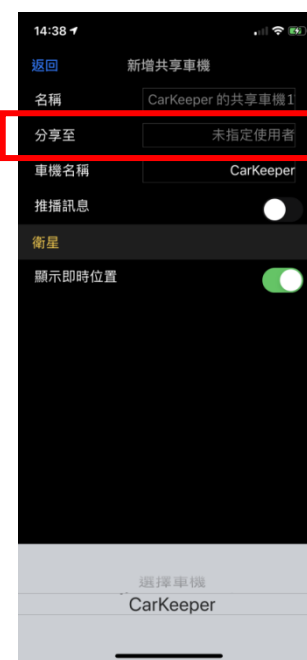 14:38
返回 新增共享車機
名稱 CarKeeper 的共享車機1
分享至 未指定使用者
車機名稱 CarKeeper
推播訊息
衛星
顯示即時位置
選擇車機
CarKeeper